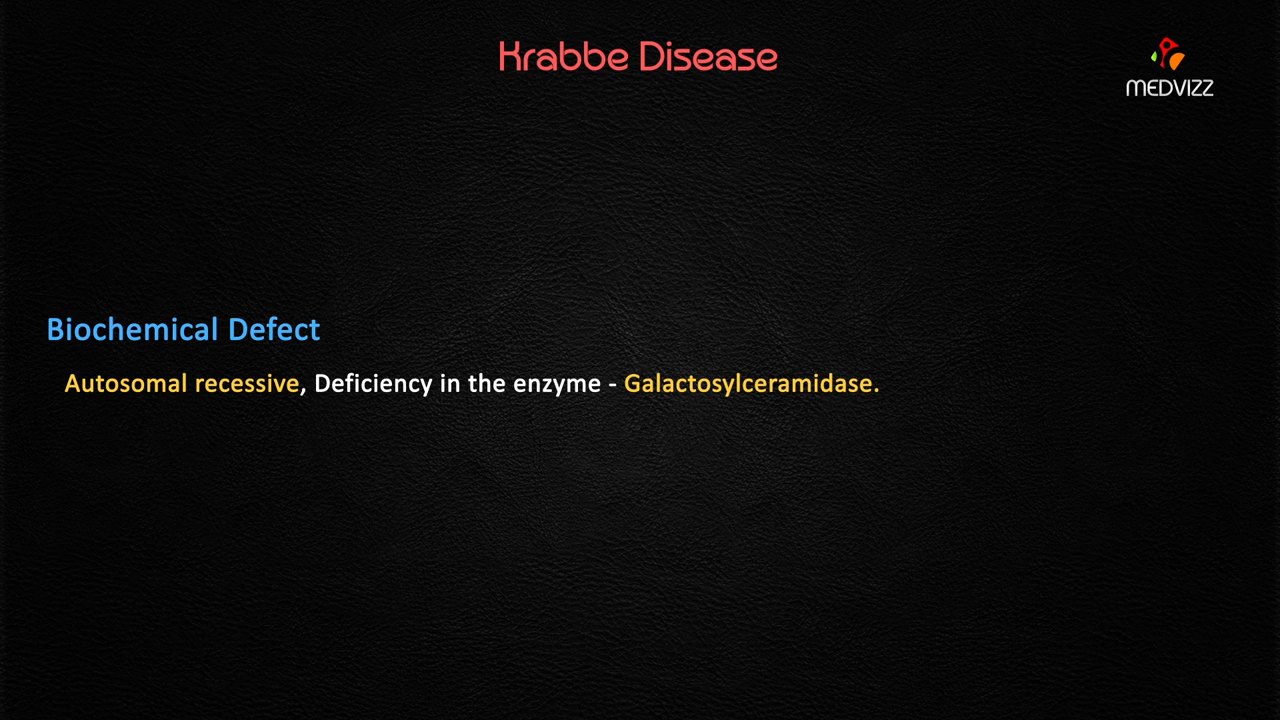 Krabbe Disease
MEDVIZZ
Biochemical Defect
Autosomal recessive, Deficiency in the enzyme - Galactosylceramidase.